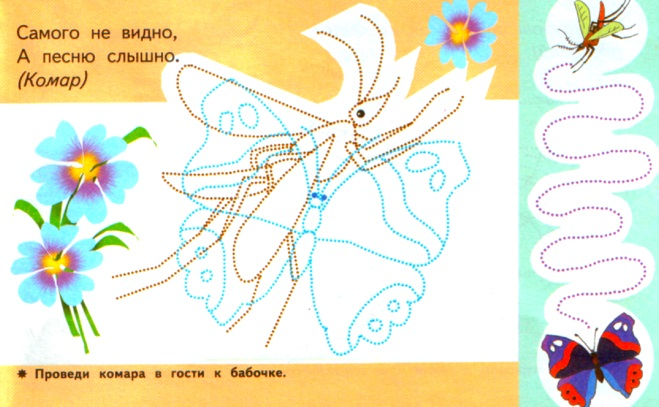 Самого не видно,
А песню слышно.
(Комар)
✷ Проведи комара в гости к бабочке.